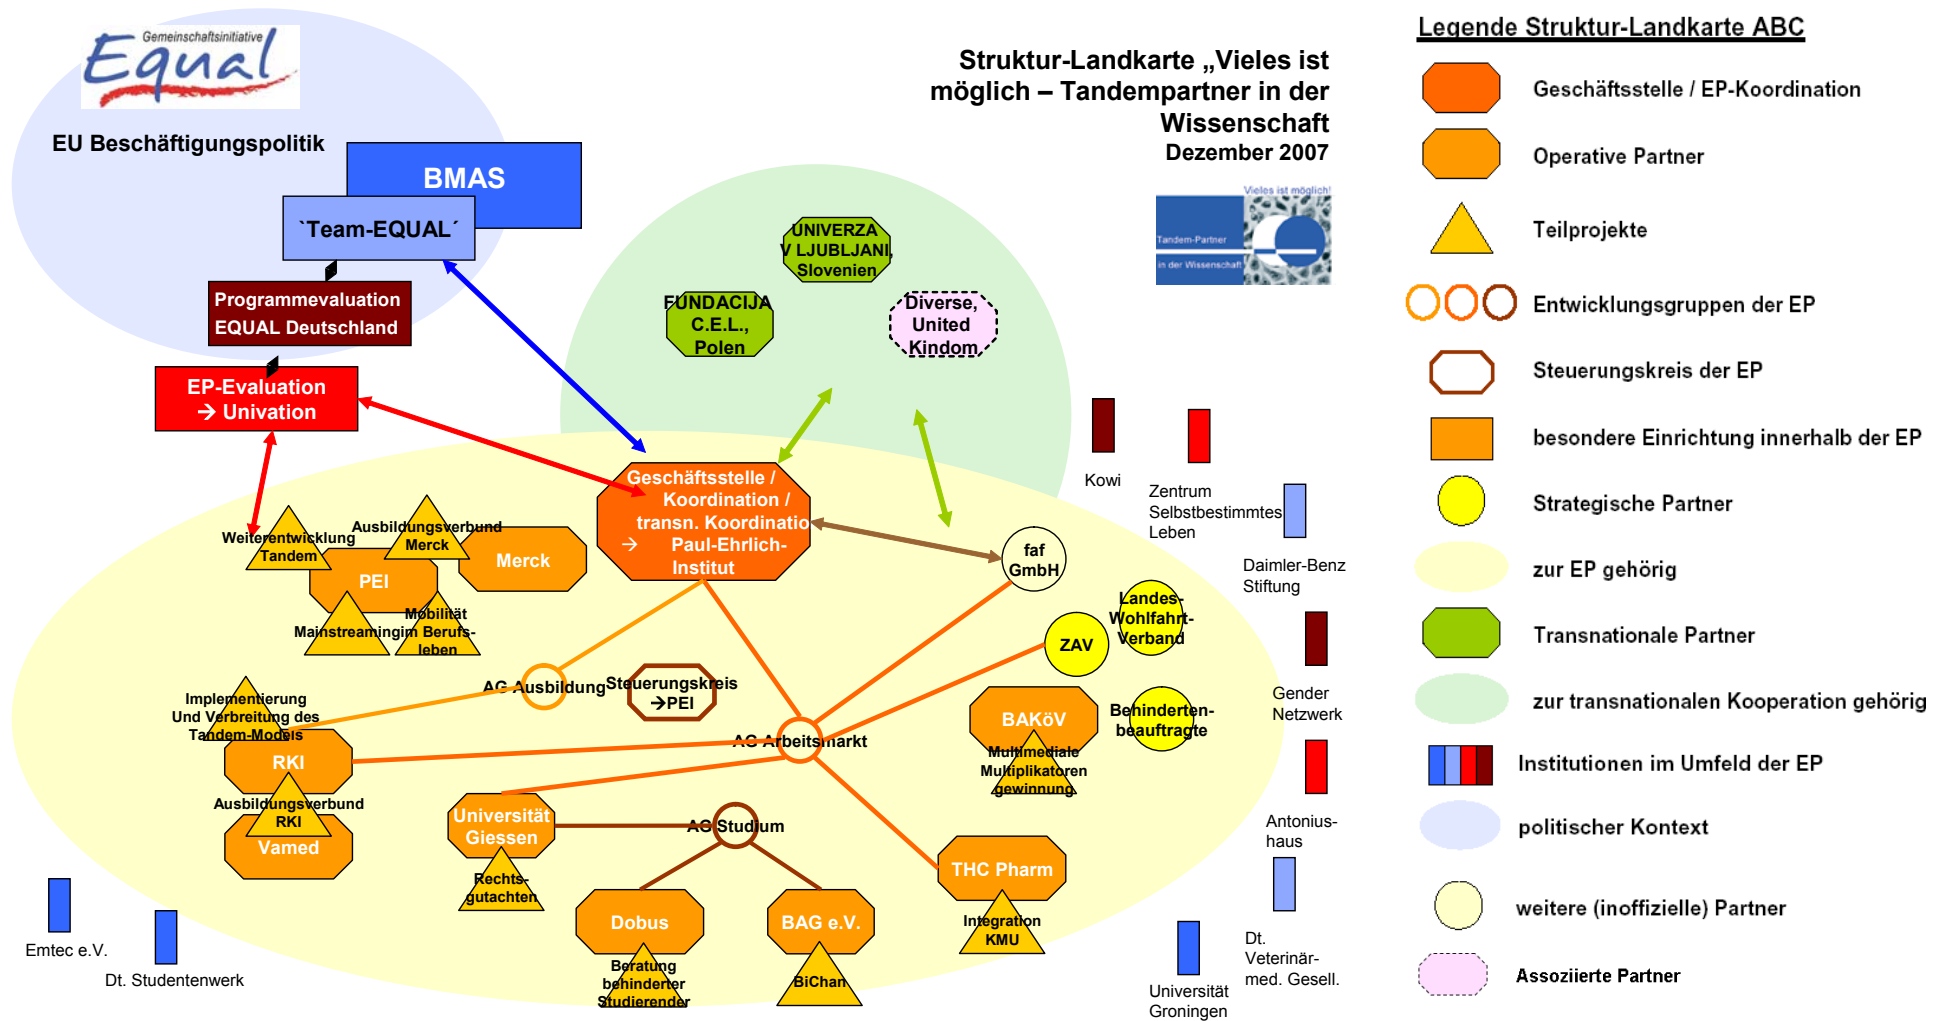 Gemeinschaftsinitiative
Equal
EU Beschäftigungspolitik
BMAS
`Team-EQUAL´
Programmevaluation
EQUAL Deutschland
EP-Evaluation
→ Univation
Struktur-Landkarte „Vieles ist
möglich – Tandempartner in der
Wissenschaft
Dezember 2007
Vieles ist möglich!
Tandem-Partner
in der Wissenschaft
UNIVERZA
V LJUBLJANI,
Slovenien
FUNDACIJA
C.E.L.,
Polen
Diverse,
United
Kindom
Geschäftsstelle /
Koordination /
transn. Koordinatio
→ Paul-Ehrlich-
Institut
faf
GmbH
Weiterentwicklung
Tandem
Ausbildungsverbund
Merck
Merck
PEI
Mainstreaming
Mobilität
im Berufs-
leben
AG Ausbildung
Steuerungskreis
→PEI
AG Arbeitsmarkt
Landes-
Wohlfahrt-
Verband
ZAV
BAKöV
Behinderten-
beauftragte
Multimediale
Multiplikatoren
gewinnung
Implementierung
Und Verbreitung des
Tandem-Models
RKI
Ausbildungsverbund
RKI
Vamed
Universität
Giessen
Rechts-
gutachten
AG Studium
Dobus
Beratung
behinderter
Studierender
BAG e.V.
BiChan
THC Pharm
Integration
KMU
Emtec e.V.
Dt. Studentenwerk
Kowi
Zentrum
Selbstbestimmtes
Leben
Daimler-Benz
Stiftung
Gender
Netzwerk
Antonius-
haus
Dt.
Veterinär-
med. Gesell.
Universität
Groningen
Legende Struktur-Landkarte ABC
Geschäftsstelle / EP-Koordination
Operative Partner
Teilprojekte
Entwicklungsgruppen der EP
Steuerungskreis der EP
besondere Einrichtung innerhalb der EP
Strategische Partner
zur EP gehörig
Transnationale Partner
zur transnationalen Kooperation gehörig
Institutionen im Umfeld der EP
politischer Kontext
weitere (inoffizielle) Partner
Assoziierte Partner